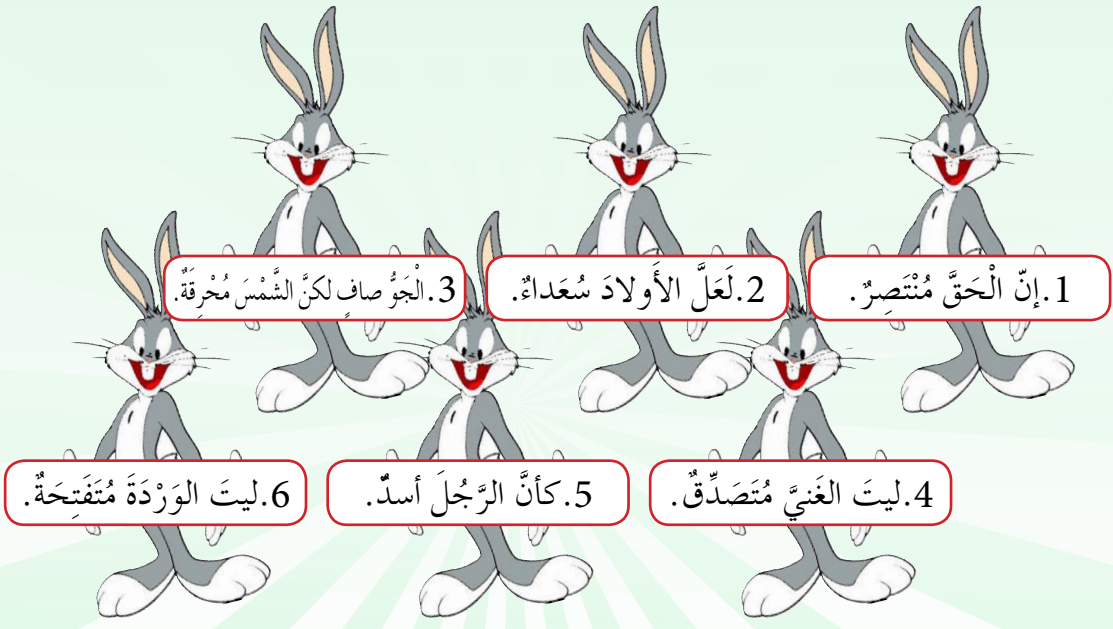 1.إنّ الْحَقَّ مُنْتَصِرٌ.
2.لَعَلَّ الأَولادَ سُعَداءٌ.
3.الْجَوُّ صافٍ لكنَّ الشَّمْسَ مُحْرِقَةٌ.
4.ليتَ الغَنيَّ مُتَصَدِّقٌ.
5.كأنَّ الرَّجُلَ أسدٌ.
6.ليتَ الوَرْدَةَ مُتَفَتِحَةٌ.